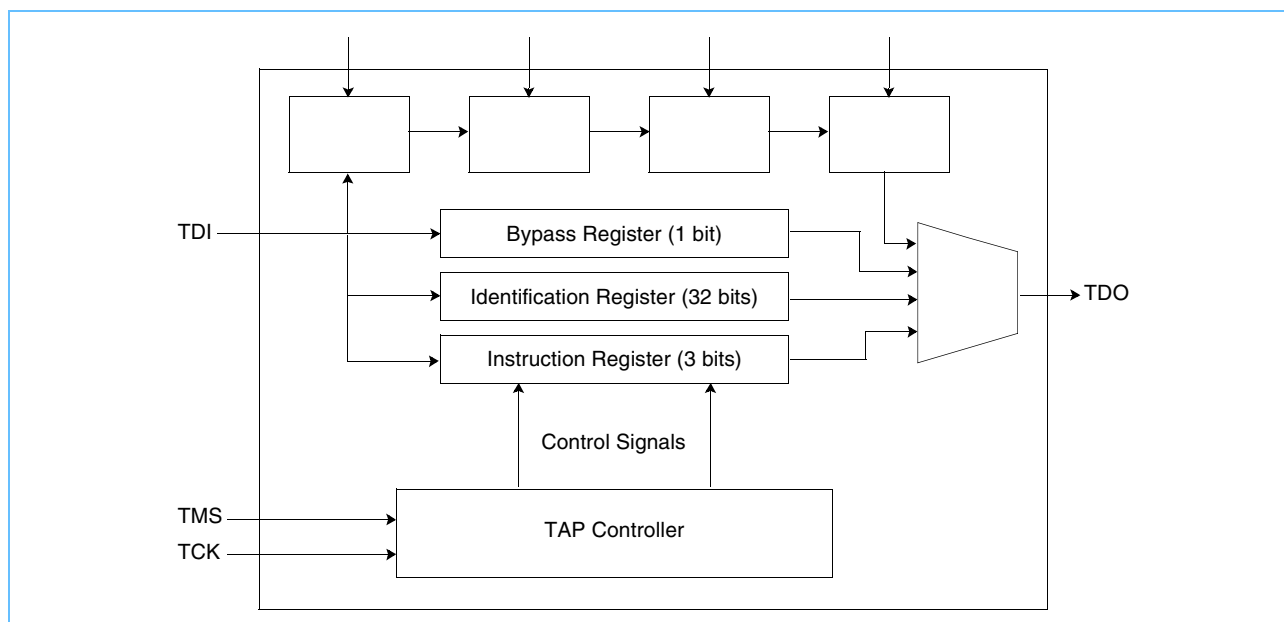 TDI
Bypass Register (1 bit)
Identification Register (32 bits)
TDO
Instruction Register (3 bits)
Control Signals
TMS
TAP Controller
TCK